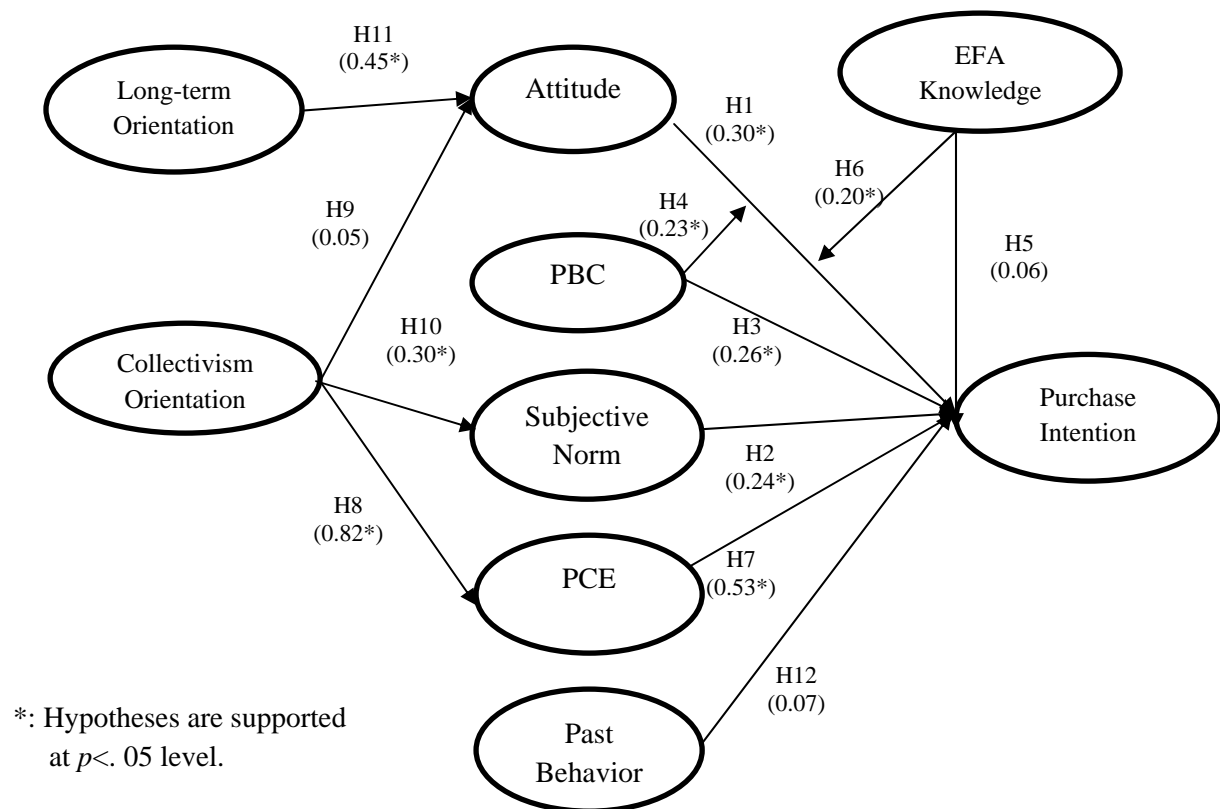 H11
(0.45*)
Long-term
Orientation
Attitude
EFA
Knowledge
H1
(0.30*)
H6
(0.20*)
H9
(0.05)
H4
(0.23*)
PBC
H5
(0.06)
H10
(0.30*)
H3
(0.26*)
Collectivism
Orientation
Subjective
Norm
Purchase
Intention
H2
(0.24*)
H8
(0.82*)
PCE
H7
(0.53*)
H12
(0.07)
Past
Behavior
*: Hypotheses are supported
at p<. 05 level.